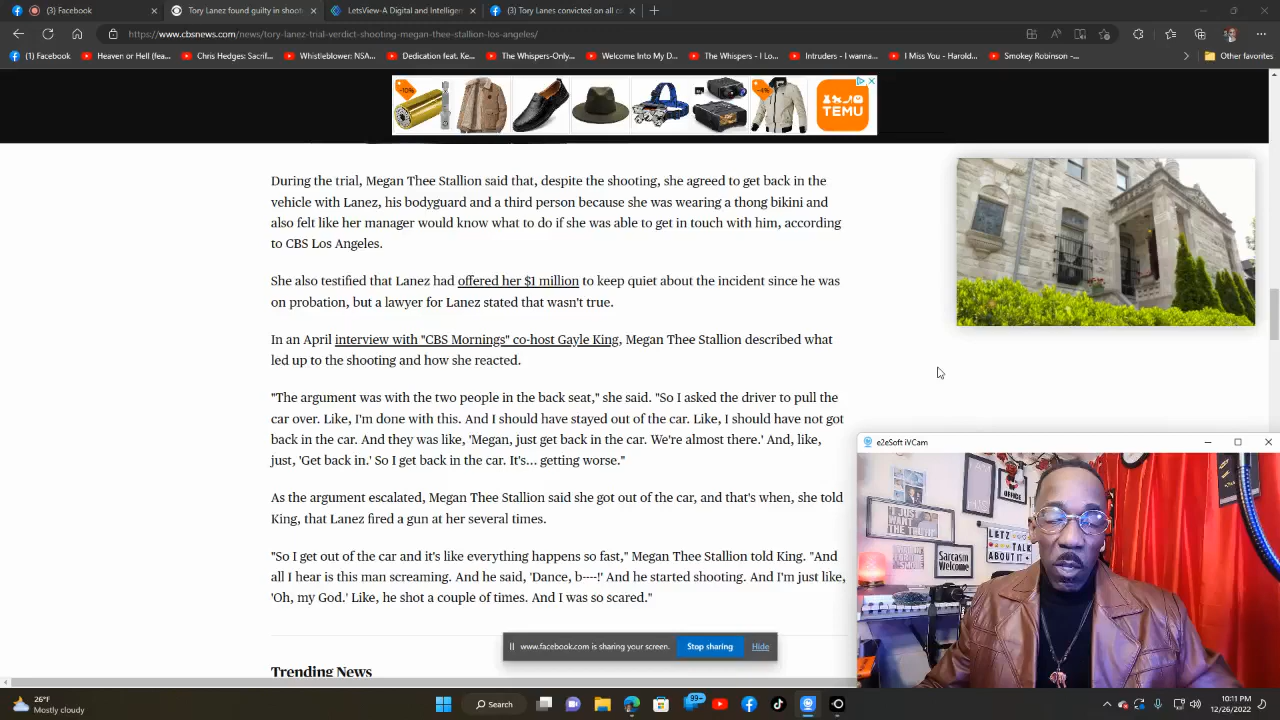 (3) Facebook
Tory Lanez found guilty in shooti
LetsView-A Digital and Intelliger
(3) Tory Lanes convicted on all co
https://www.cbsnews.com/news/tory-lanez-trial-verdict-shooting-megan-thee-stallion-los-angeles/
(3) Facebook
Heaven or Hell (fea...
Chris Hedges: Sacrif...
Whistleblower: NSA...
Dedication feat. Ke...
Welcome Into My D...
The Whispers-Only...
The Whispers - I Lo...
Intruders - I wanna...
I Miss You - Harold...
Smokey Robinson -...
Other favorites
-10%
-4%
TEMU
During the trial, Megan Thee Stallion said that, despite the shooting, she agreed to get back in the
vehicle with Lanez, his bodyguard and a third person because she was wearing a thong bikini and
also felt like her manager would know what to do if she was able to get in touch with him, according
to CBS Los Angeles.
She also testified that Lanez had offered her $1 million to keep quiet about the incident since he was
on probation, but a lawyer for Lanez stated that wasn't true.
In an April interview with "CBS Mornings" co-host Gayle King, Megan Thee Stallion described what
led up to the shooting and how she reacted.
"The argument was with the two people in the back seat," she said. "So I asked the driver to pull the
car over. Like, I'm done with this. And I should have stayed out of the car. Like, I should have not got
back in the car. And they was like, 'Megan, just get back in the car. We're almost there.' And, like,
just, 'Get back in.' So I get back in the car. It's... getting worse."
As the argument escalated, Megan Thee Stallion said she got out of the car, and that's when, she told
King, that Lanez fired a gun at her several times.
"So I get out of the car and it's like everything happens so fast," Megan Thee Stallion told King. "And
all I hear is this man screaming. And he said, 'Dance, b----!' And he started shooting. And I'm just like,
'Oh, my God.' Like, he shot a couple of times. And I was so scared."
Trending News
www.facebook.com is sharing your screen.
Stop sharing
Hide
e2eSoft iVCam
OFFICE
LETZ
TALK
ABOUT
Sarcasm
Welcome
26°F
Mostly cloudy
Search
99+
10:11 PM
12/26/2022